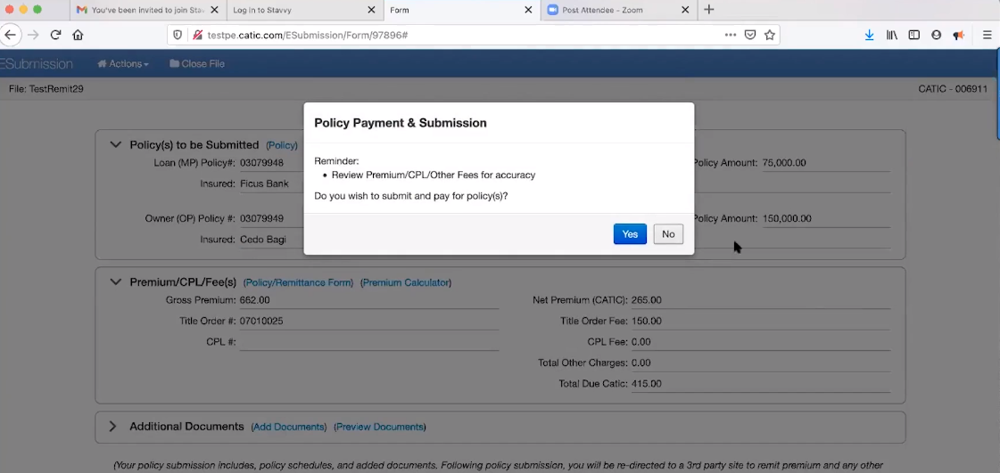 You've been invited to join Stav
Log In to Stavvy
Form
Post Attendee - Zoom
testpe.catic.com/ESubmission/Form/97896#
ESubmission
Actions
Close File
File: TestRemit29
CATIC - 006911
Policy Payment & Submission
Reminder:
• Review Premium/CPL/Other Fees for accuracy
Do you wish to submit and pay for policy(s)?
Yes
No
Policy(s) to be Submitted (Policy)
Loan (MP) Policy#: 03079948
Policy Amount: 75,000.00
Insured: Ficus Bank
Owner (OP) Policy #: 03079949
Policy Amount: 150,000.00
Insured: Cedo Bagi
Premium/CPL/Fee(s) (Policy/Remittance Form) (Premium Calculator)
Gross Premium: 662.00
Net Premium (CATIC): 265.00
Title Order #: 07010025
Title Order Fee: 150.00
CPL #:
CPL Fee: 0.00
Total Other Charges: 0.00
Total Due Catic: 415.00
Additional Documents (Add Documents) (Preview Documents)
(Your policy submission includes, policy schedules, and added documents. Following policy submission, you will be re-directed to a 3rd party site to remit premium and any other